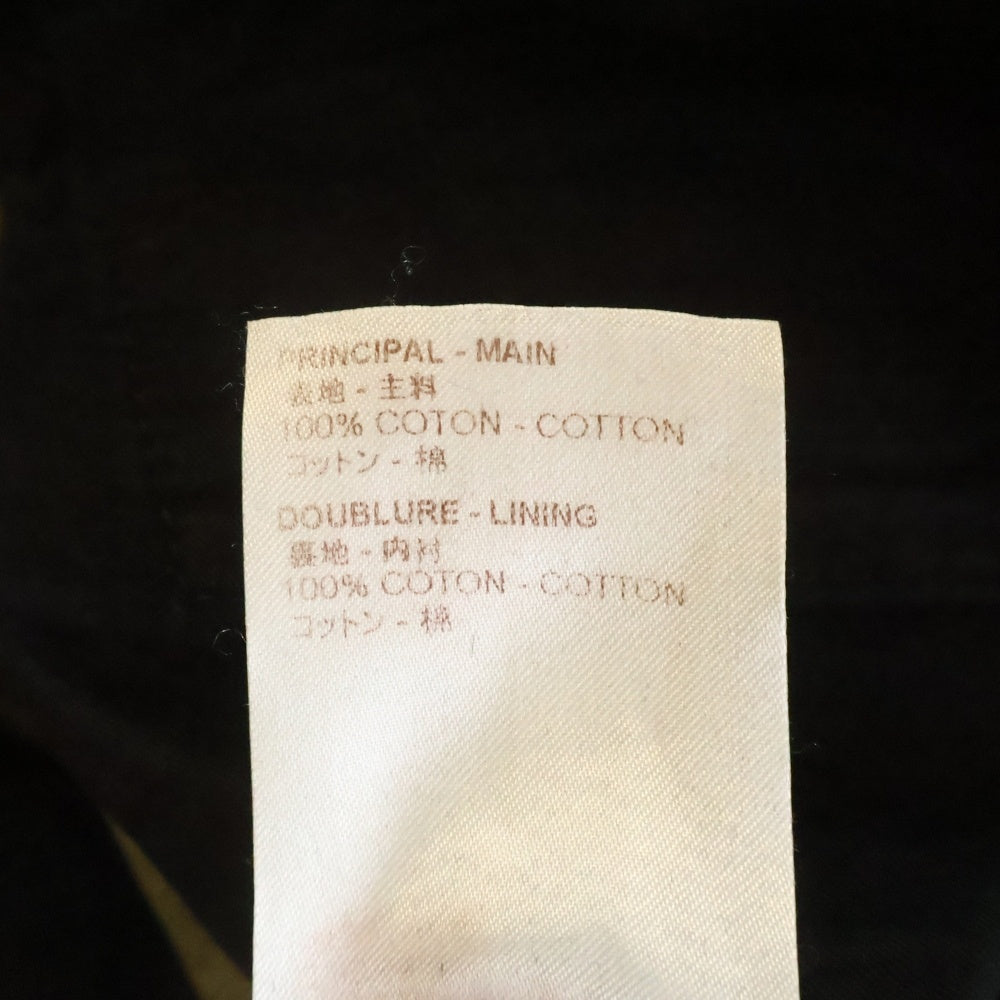 PRINCIPAL - MAIN
表地 - 主料
100% COTON - COTTON
コットン - 棉
DOUBLURE - LINING
裏地 - 内衬
100% COTON - COTTON
コットン - 棉